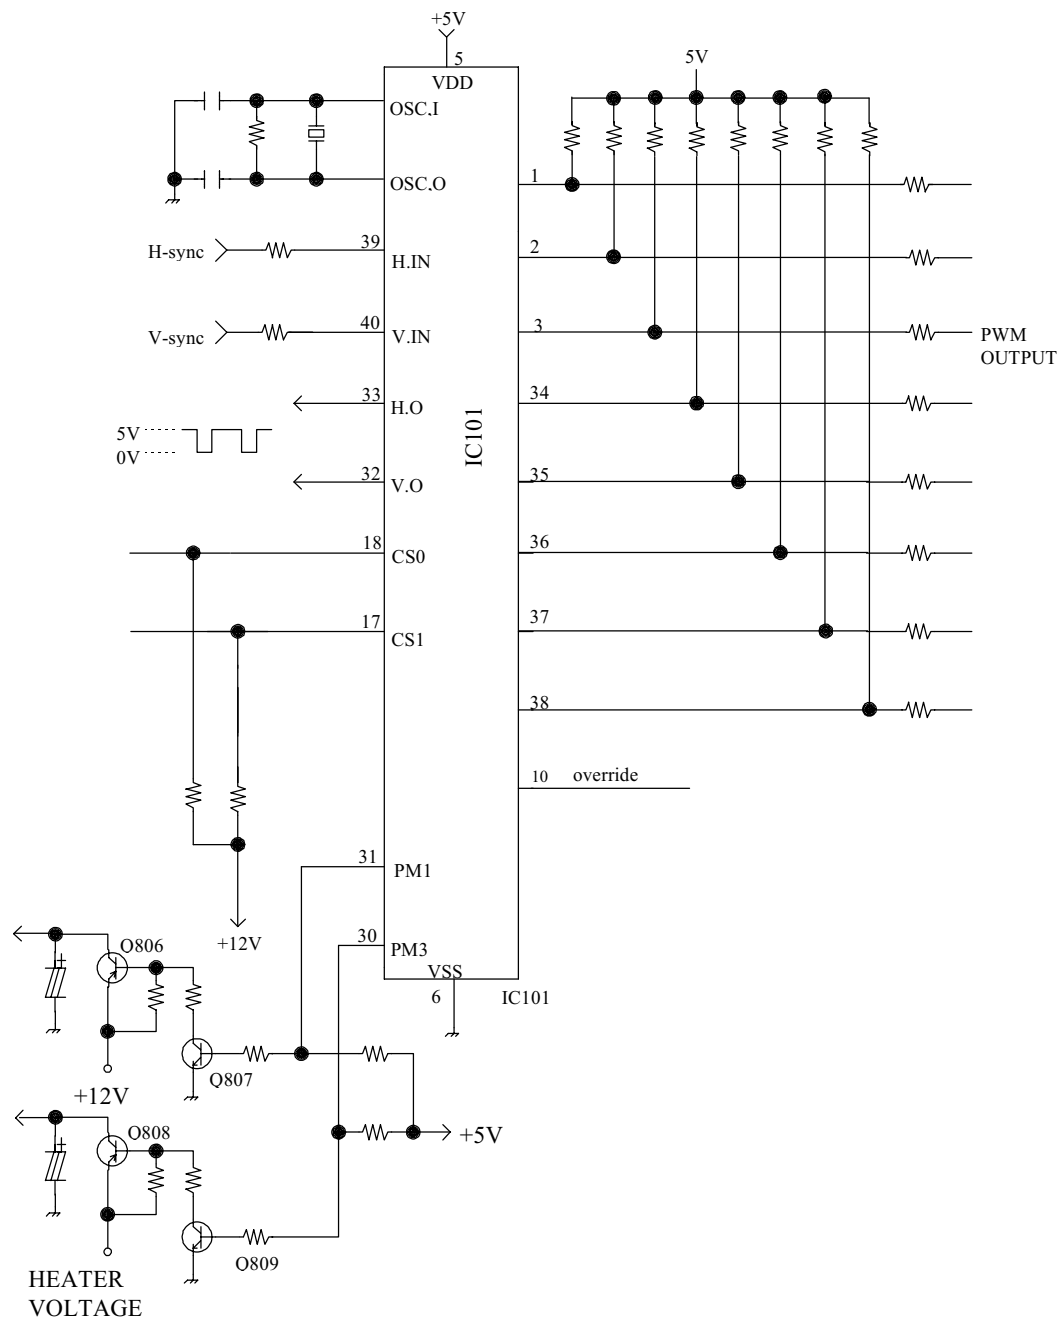 +5V
5
VDD
5V
OSC.I
OSC.O
1
39
H-sync
H.IN
2
40
V-sync
V.IN
3
PWM
OUTPUT
33
H.O
34
IC101
5V
0V
32
V.O
35
18
CS0
36
17
CS1
37
38
10 override
31
PM1
+12V
30
PM3
VSS
6
IC101
Q806
+
Q807
+12V
Q808
+
+5V
Q809
HEATER
VOLTAGE